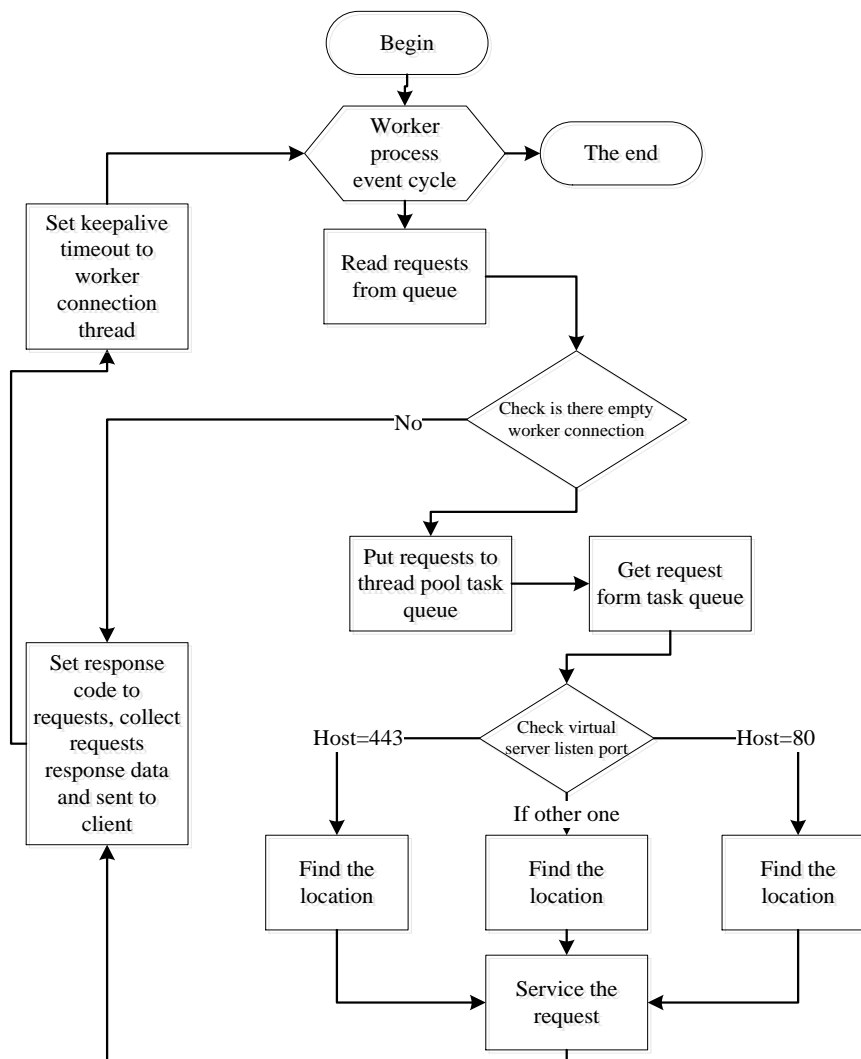 Begin
Worker
process
event cycle
The end
Set keepalive
timeout to
worker
connection
thread
Read requests
from queue
Check is there empty
worker connection
No
Put requests to
thread pool task
queue
Get request
form task queue
Set response
code to
requests, collect
requests
response data
and sent to
client
Check virtual
server listen port
Host=443
Host=80
If other one
Find the
location
Find the
location
Find the
location
Service the
request